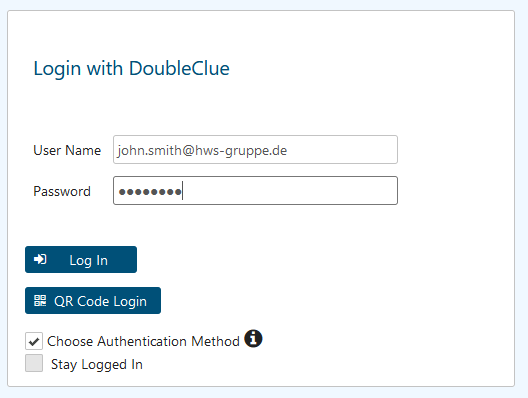 Login with DoubleClue
User Name john.smith@hws-gruppe.de
Password ●●●●●●●●
Log In
QR Code Login
Choose Authentication Method
Stay Logged In